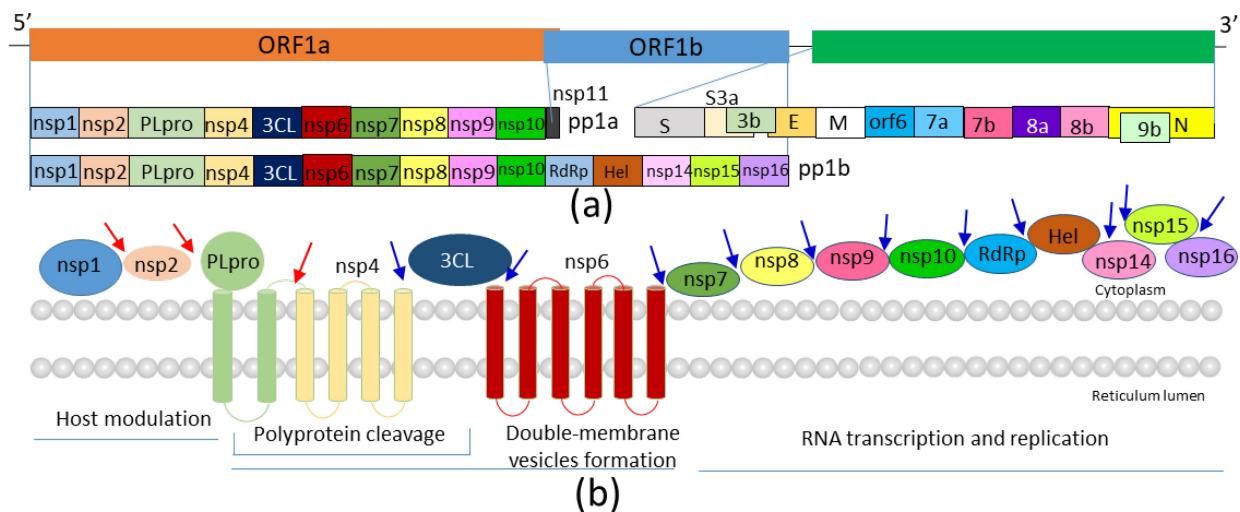 5’ 3’
ORF1a ORF1b
nsp11
S3a
nsp1 nsp2 PLpro nsp4 3CL nsp6 nsp7 nsp8 nsp9 nsp10 pp1a S 3b E M orf6 7a 7b 8a 8b 9b N
nsp1 nsp2 PLpro nsp4 3CL nsp6 nsp7 nsp8 nsp9 nsp10 RdRp Hel nsp14 nsp15 nsp16 pp1b
(a)
nsp1 nsp2 PLpro nsp4 3CL nsp6 nsp7 nsp8 nsp9 nsp10 RdRp Hel nsp14 nsp15 nsp16
Cytoplasm
Reticulum lumen
Host modulation
Polyprotein cleavage
Double-membrane
vesicles formation
RNA transcription and replication
(b)